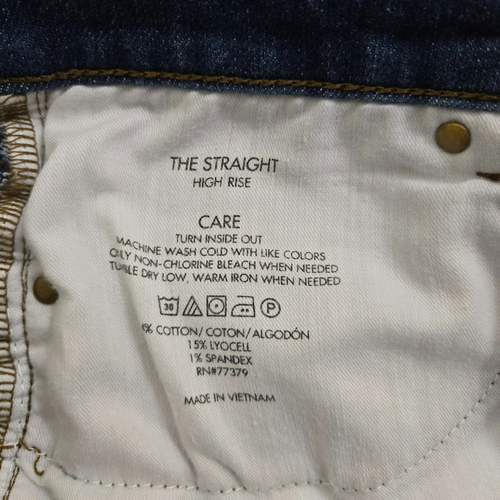 THE STRAIGHT
HIGH RISE
CARE
TURN INSIDE OUT
MACHINE WASH COLD WITH LIKE COLORS
ONLY NON-CHLORINE BLEACH WHEN NEEDED
TUMBLE DRY LOW, WARM IRON WHEN NEEDED
30 P
% COTTON/ COTON/ALGODÓN
15% LYOCELL
1% SPANDEX
RN#77379
MADE IN VIETNAM